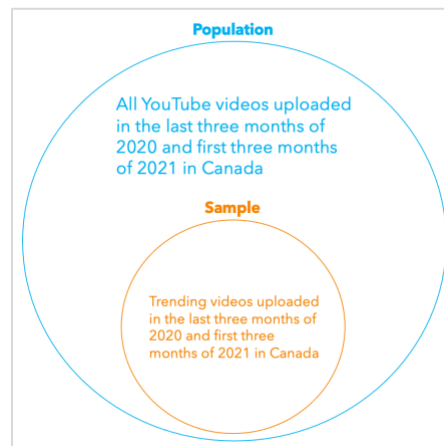 Population
All YouTube videos uploaded
in the last three months of
2020 and first three months
of 2021 in Canada
Sample
Trending videos uploaded
in the last three months of
2020 and first three
months of 2021 in Canada